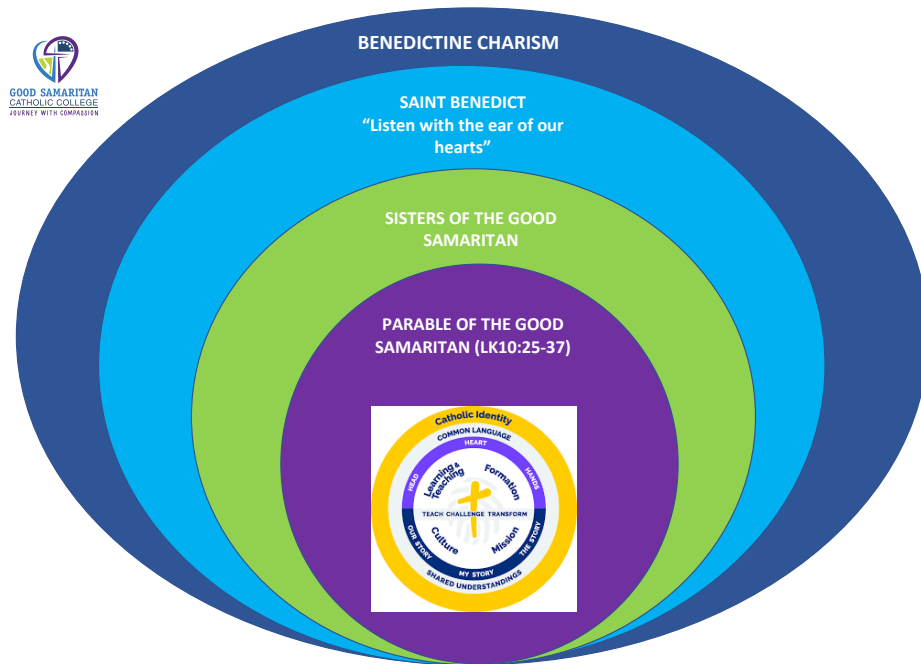 BENEDICTINE CHARISM
GOOD SAMARITAN
CATHOLIC COLLEGE
JOURNEY WITH COMPASSION
SAINT BENEDICT
“Listen with the ear of our
hearts”
SISTERS OF THE GOOD
SAMARITAN
PARABLE OF THE GOOD
SAMARITAN (LK10:25-37)
Catholic Identity
COMMON LANGUAGE
HEART
HEAD
HANDS
Learning &
Teaching
Formation
TEACH CHALLENGE TRANSFORM
Culture
Mission
OUR STORY
MY STORY
THE STORY
SHARED UNDERSTANDINGS